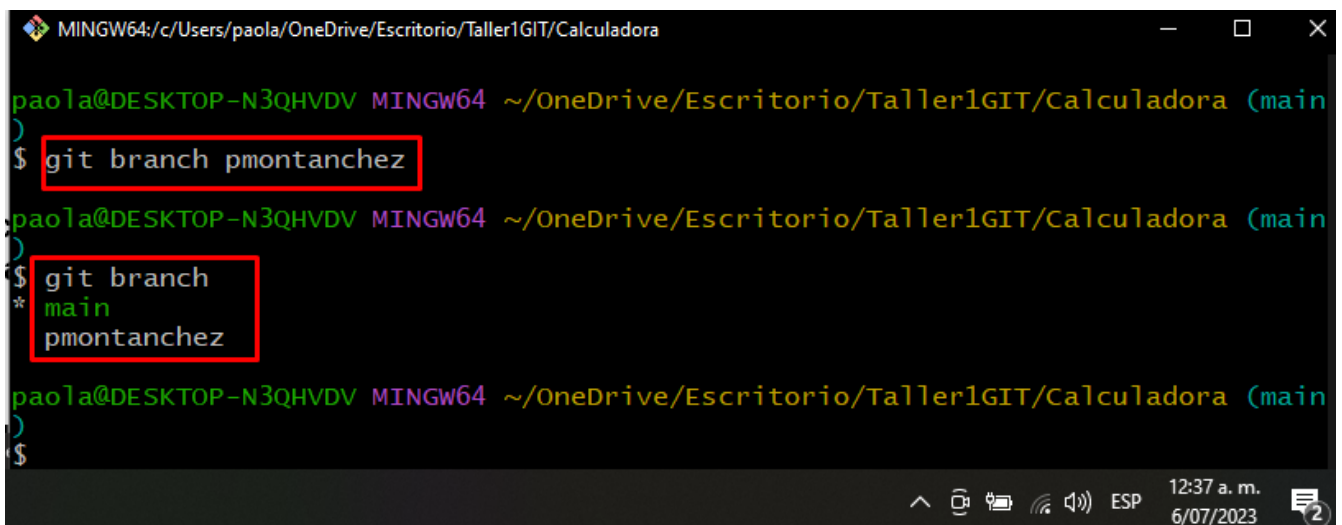 MINGW64:/c/Users/paola/OneDrive/Escritorio/Taller1GIT/Calculadora
paola@DESKTOP-N3QHVDV MINGW64 ~/OneDrive/Escritorio/Taller1GIT/Calculadora (main
)
$ git branch pmontanchez
paola@DESKTOP-N3QHVDV MINGW64 ~/OneDrive/Escritorio/Taller1GIT/Calculadora (main
)
$ git branch
* main
pmontanchez
paola@DESKTOP-N3QHVDV MINGW64 ~/OneDrive/Escritorio/Taller1GIT/Calculadora (main
)
$
ESP
12:37 a. m.
6/07/2023
2